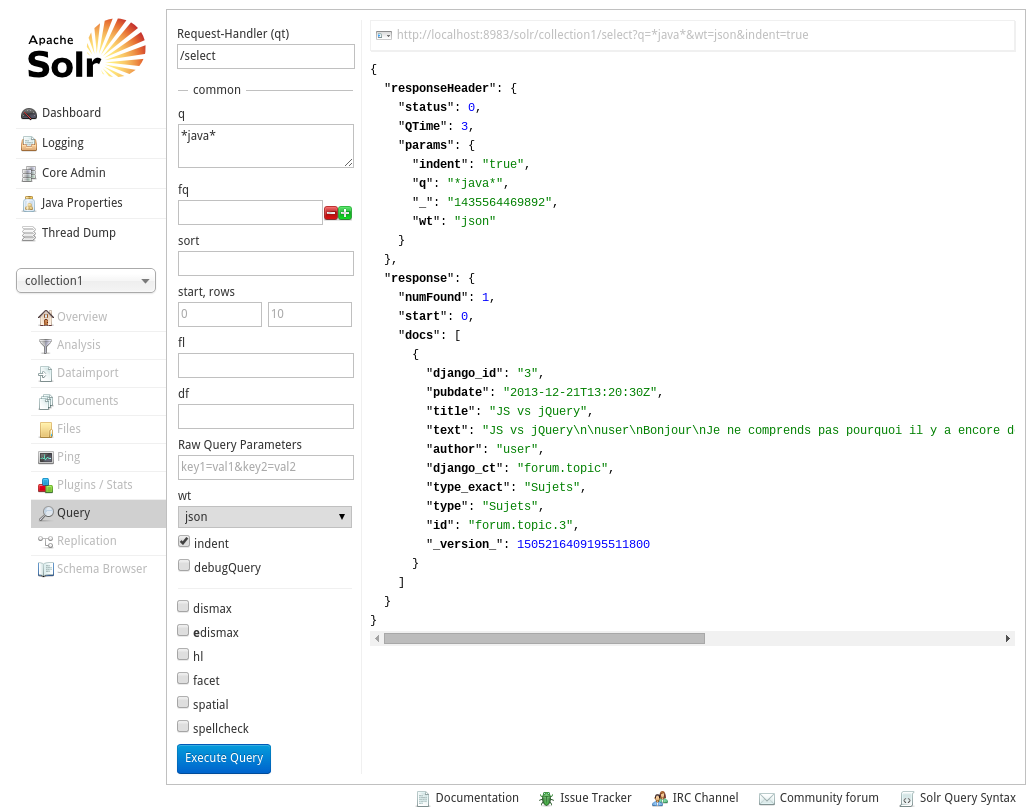 Apache
Solr
Dashboard
Logging
Core Admin
Java Properties
Thread Dump
collection1
Overview
Analysis
Dataimport
Documents
Files
Ping
Plugins / Stats
Query
Replication
Schema Browser
Request-Handler (qt)
/select
common
q
*java*
fq
sort
start, rows
0 10
fl
df
Raw Query Parameters
key1=val1&key2=val2
wt
json
indent
debugQuery
dismax
edismax
hl
facet
spatial
spellcheck
Execute Query
http://localhost:8983/solr/collection1/select?q=*java*&wt=json&indent=true
{
"responseHeader": {
"status": 0,
"QTime": 3,
"params": {
"indent": "true",
"q": "*java*",
"_": "1435564469892",
"wt": "json"
}
},
"response": {
"numFound": 1,
"start": 0,
"docs": [
{
"django_id": "3",
"pubdate": "2013-12-21T13:20:30Z",
"title": "JS vs jQuery",
"text": "JS vs jQuery\n\nuser\nBonjour\nJe ne comprends pas pourquoi il y a encore d
"author": "user",
"django_ct": "forum.topic",
"type_exact": "Sujets",
"type": "Sujets",
"id": "forum.topic.3",
"_version_": 1505216409195511800
}
]
}
}
Documentation Issue Tracker IRC Channel Community forum Solr Query Syntax